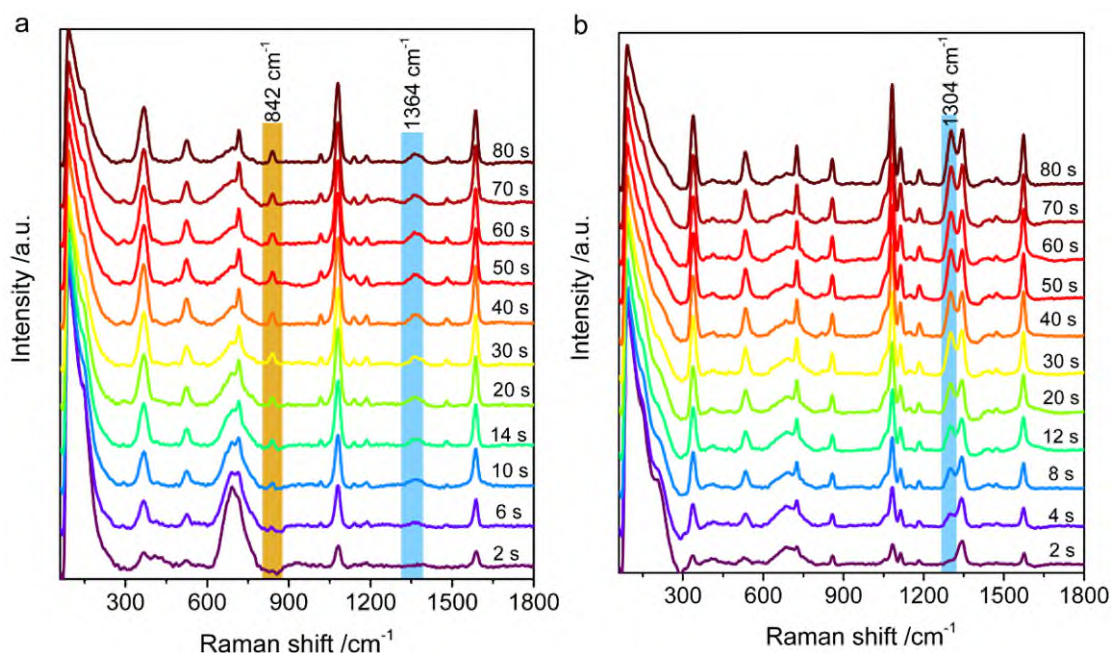 a
842 cm⁻¹
1364 cm⁻¹
80 s
70 s
60 s
50 s
40 s
30 s
20 s
14 s
10 s
6 s
2 s
Intensity /a.u.
300 600 900 1200 1500 1800
Raman shift /cm⁻¹
b
1304 cm⁻¹
80 s
70 s
60 s
50 s
40 s
30 s
20 s
12 s
8 s
4 s
2 s
Intensity /a.u.
300 600 900 1200 1500 1800
Raman shift /cm⁻¹